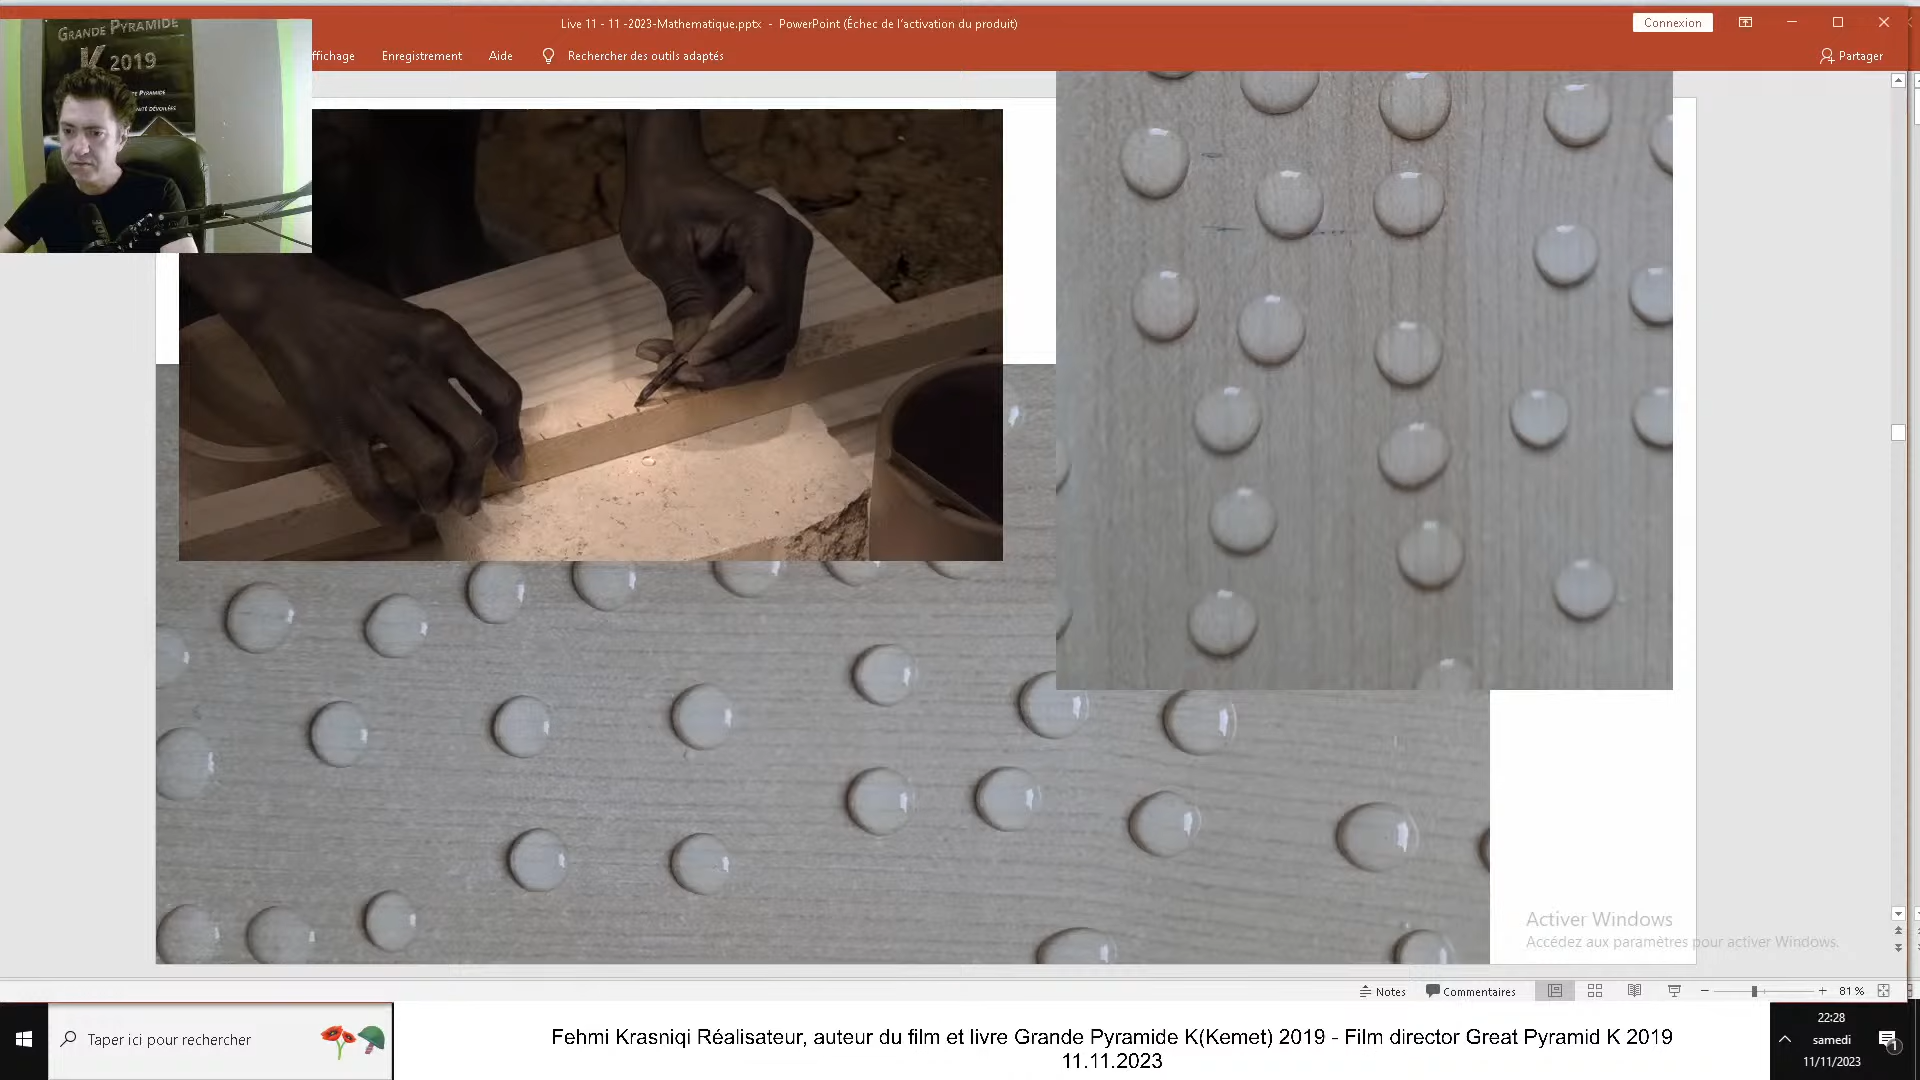 Live 11 - 11 -2023-Mathematique.pptx - PowerPoint (Échec de l'activation du produit)
Connexion
GRANDE PYRAMIDE
K 2019
ffichage
Enregistrement
Aide
Rechercher des outils adaptés
Partager
Activer Windows
Accédez aux paramètres pour activer Windows.
Notes
Commentaires
81 %
Taper ici pour rechercher
Fehmi Krasniqi Réalisateur, auteur du film et livre Grande Pyramide K(Kemet) 2019 - Film director Great Pyramid K 2019
11.11.2023
22:28
samedi
11/11/2023
1